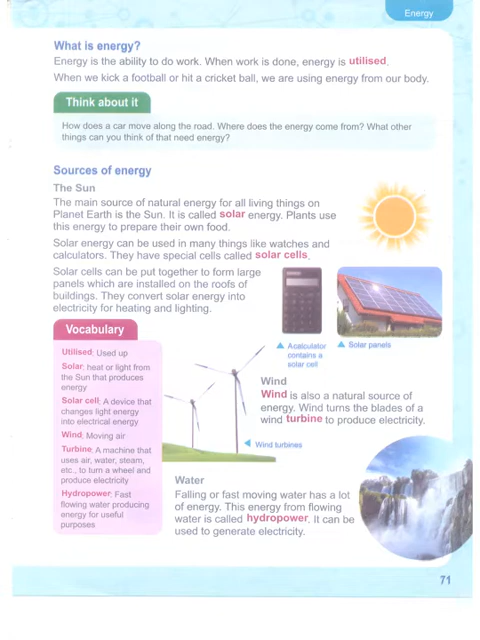 Energy
What is energy?
Energy is the ability to do work. When work is done, energy is utilised.
When we kick a football or hit a cricket ball, we are using energy from our body.
Think about it
How does a car move along the road. Where does the energy come from? What other
things can you think of that need energy?
Sources of energy
The Sun
The main source of natural energy for all living things on
Planet Earth is the Sun. It is called solar energy. Plants use
this energy to prepare their own food.
Solar energy can be used in many things like watches and
calculators. They have special cells called solar cells.
Solar cells can be put together to form large
panels which are installed on the roofs of
buildings. They convert solar energy into
electricity for heating and lighting.
A calculator
contains a
solar cell
Solar panels
Vocabulary
Utilised: Used up
Solar: heat or light from
the Sun that produces
energy
Solar cell: A device that
changes light energy
into electrical energy
Wind: Moving air
Turbine: A machine that
uses air, water, steam,
etc., to turn a wheel and
produce electricity
Hydropower: Fast
flowing water producing
energy for useful
purposes
Wind
Wind is also a natural source of
energy. Wind turns the blades of a
wind turbine to produce electricity.
Wind turbines
Water
Falling or fast moving water has a lot
of energy. This energy from flowing
water is called hydropower. It can be
used to generate electricity.
71